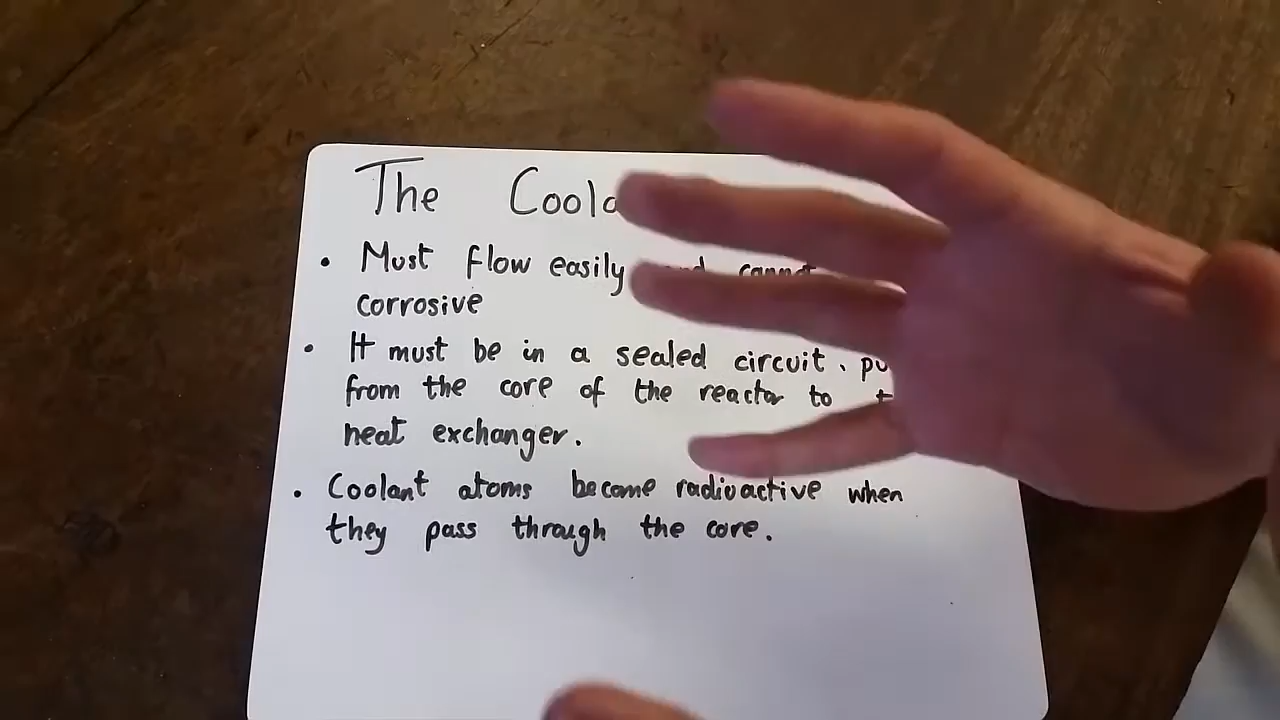 The
• Must flow easily cannot
corrosive
• It must be in a sealed circuit.
from the core of the reactor to
heat exchanger.
• Coolant atoms become radioactive when
they pass through the core.